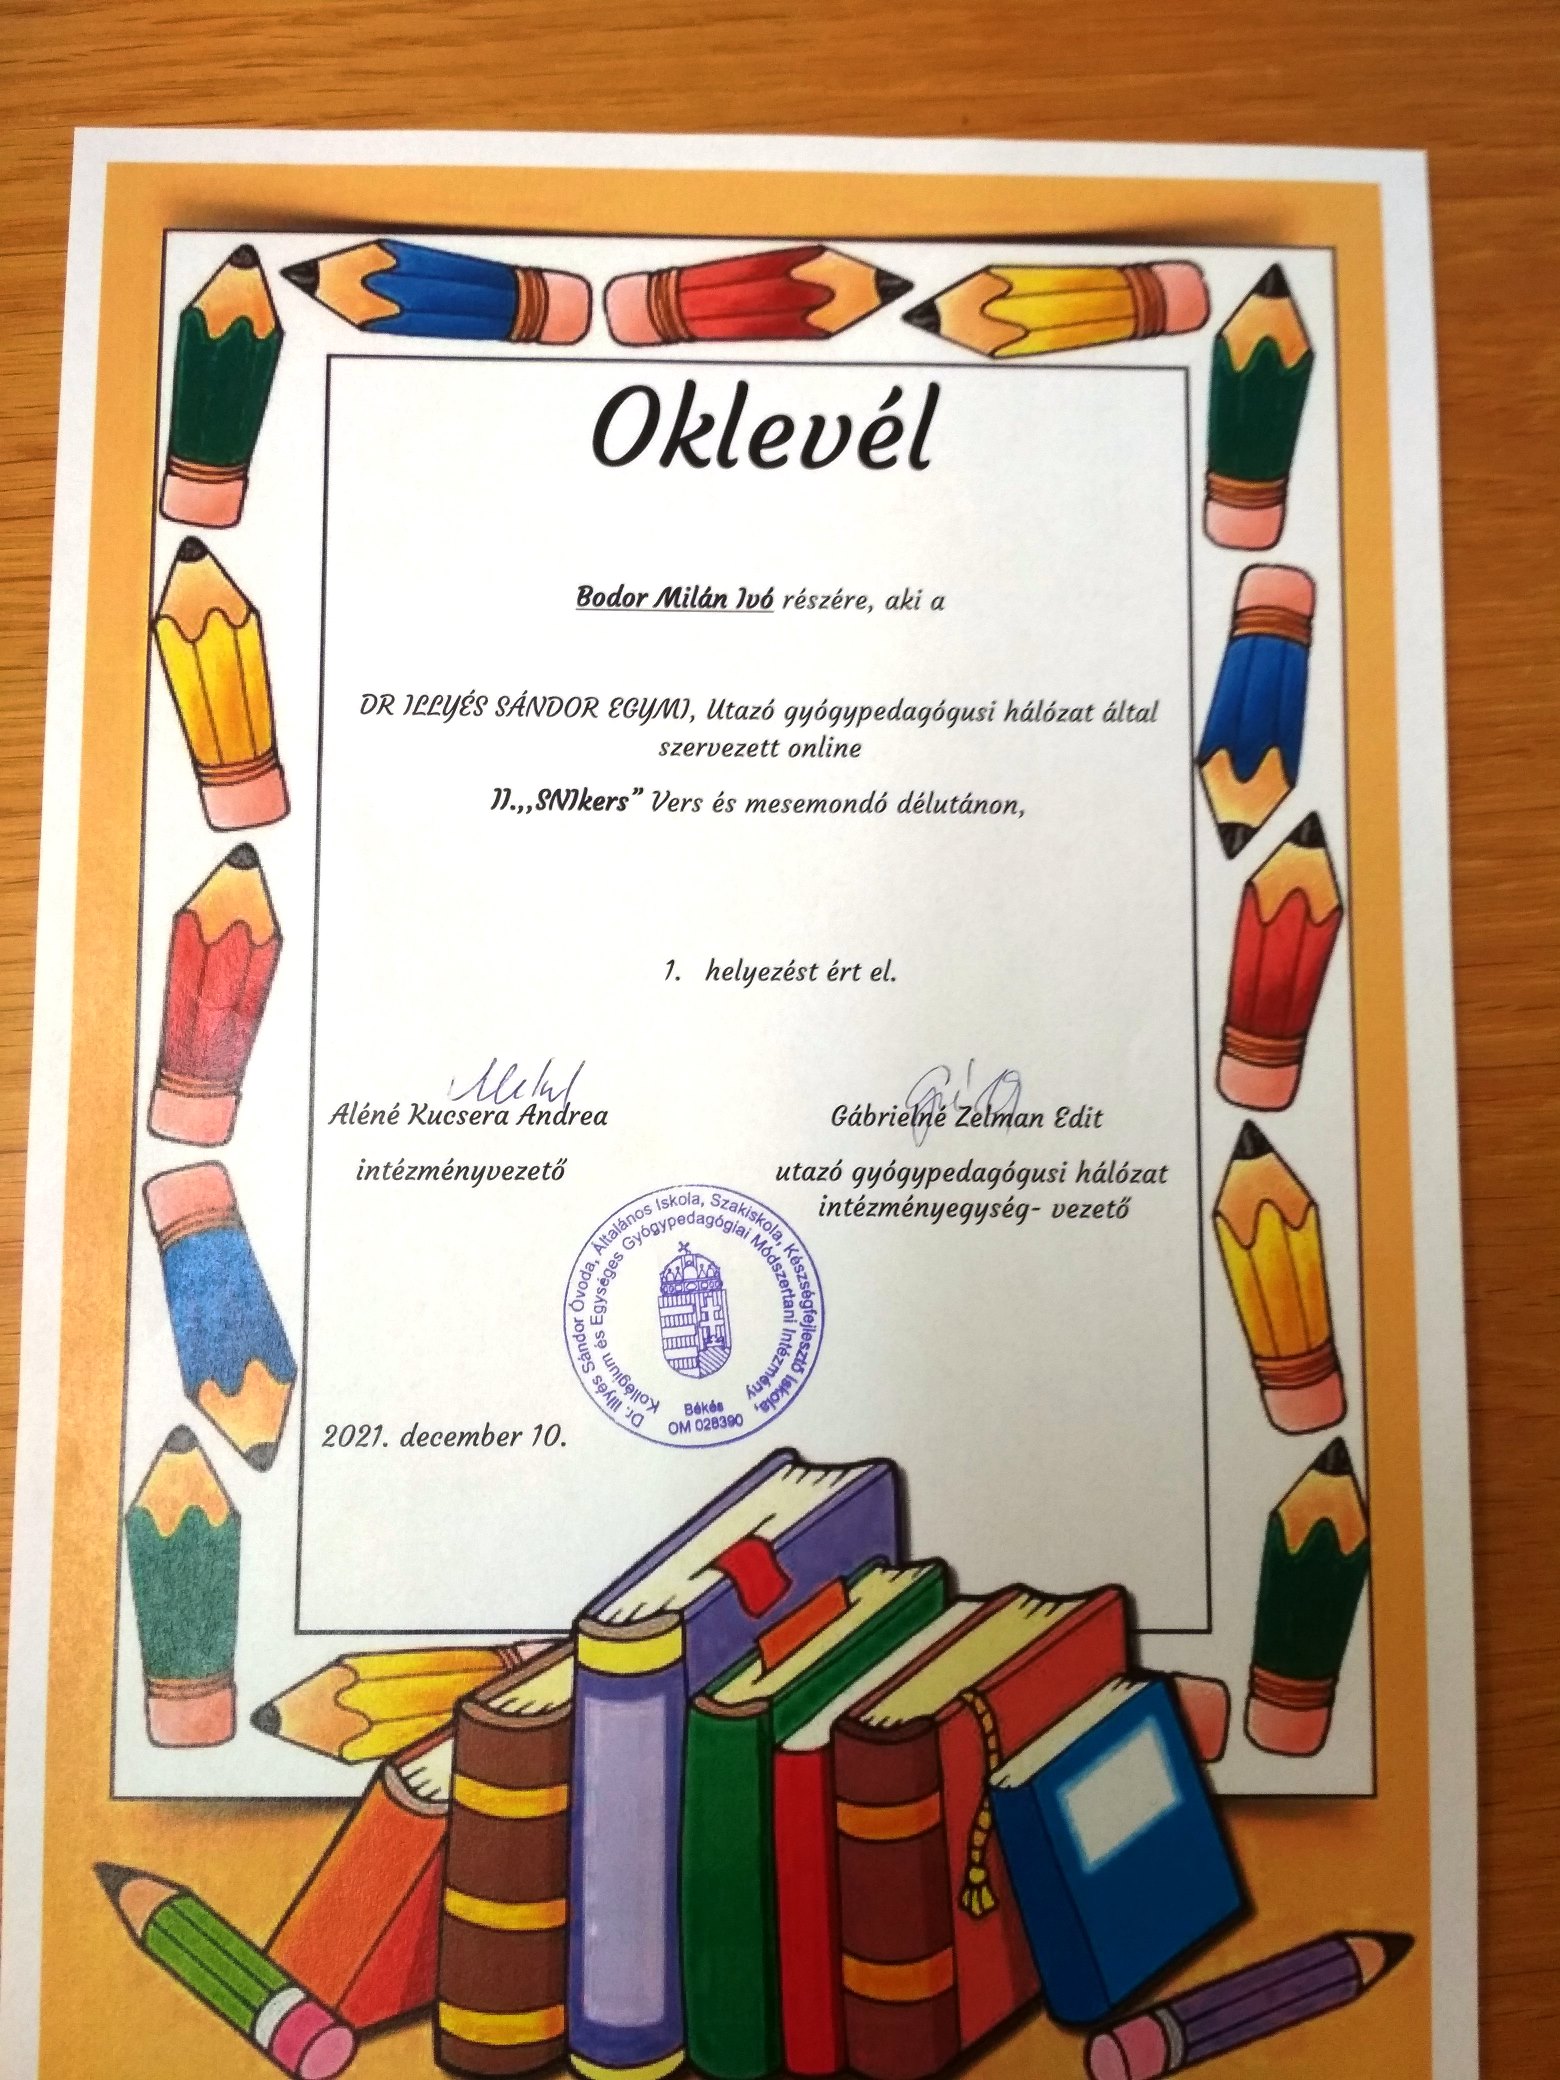 Oklevél
Bodor Milán Ivó részére, aki a
DR ILLYÉS SÁNDOR EGYMI, Utazó gyógypedagógusi hálózat által
szervezett online
II.,,SNIkers” Vers és mesemondó délutánon,
1. helyezést ért el.
Aléné Kucsera Andrea
Gábrielné Zelman Edit
intézményvezető
utazó gyógypedagógusi hálózat
intézményegység- vezető
Dr. Illyés Sándor Óvoda, Általános Iskola, Szakiskola, Készségfejlesztő Iskola,
Kollégium és Egységes Gyógypedagógiai Módszertani Intézmény
Békés
OM 028390
2021. december 10.